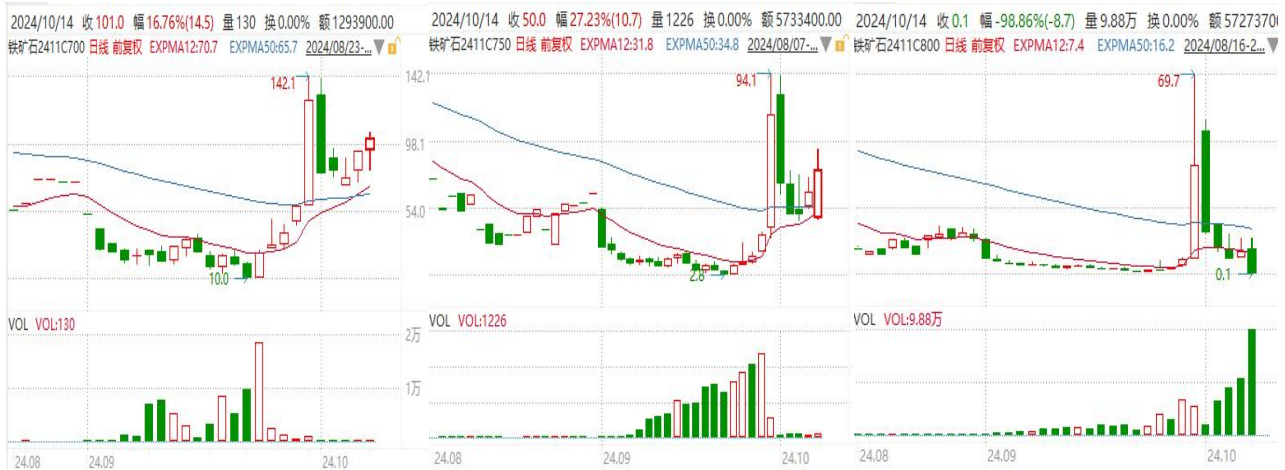 2024/10/14 收 101.0 幅 16.76%(14.5) 量 130 换 0.00% 额 1293900.00
铁矿石2411C700 日线 前复权 EXPMA12:70.7 EXPMA50:65.7 2024/08/23-...
142.1
10.0
VOL VOL:130
24.08 24.09 24.10
2024/10/14 收 50.0 幅 27.23%(10.7) 量 1226 换 0.00% 额 5733400.00
铁矿石2411C750 日线 前复权 EXPMA12:31.8 EXPMA50:34.8 2024/08/07-...
142.1
98.1
54.0
94.1
2.8
VOL VOL:1226
2万
1万
24.08 24.09 24.10
2024/10/14 收 0.1 幅 -98.86%(-8.7) 量 9.88万 换 0.00% 额 57273700
铁矿石2411C800 日线 前复权 EXPMA12:7.4 EXPMA50:16.2 2024/08/16-2...
69.7
0.1
VOL VOL:9.88万
24.08 24.09 24.10